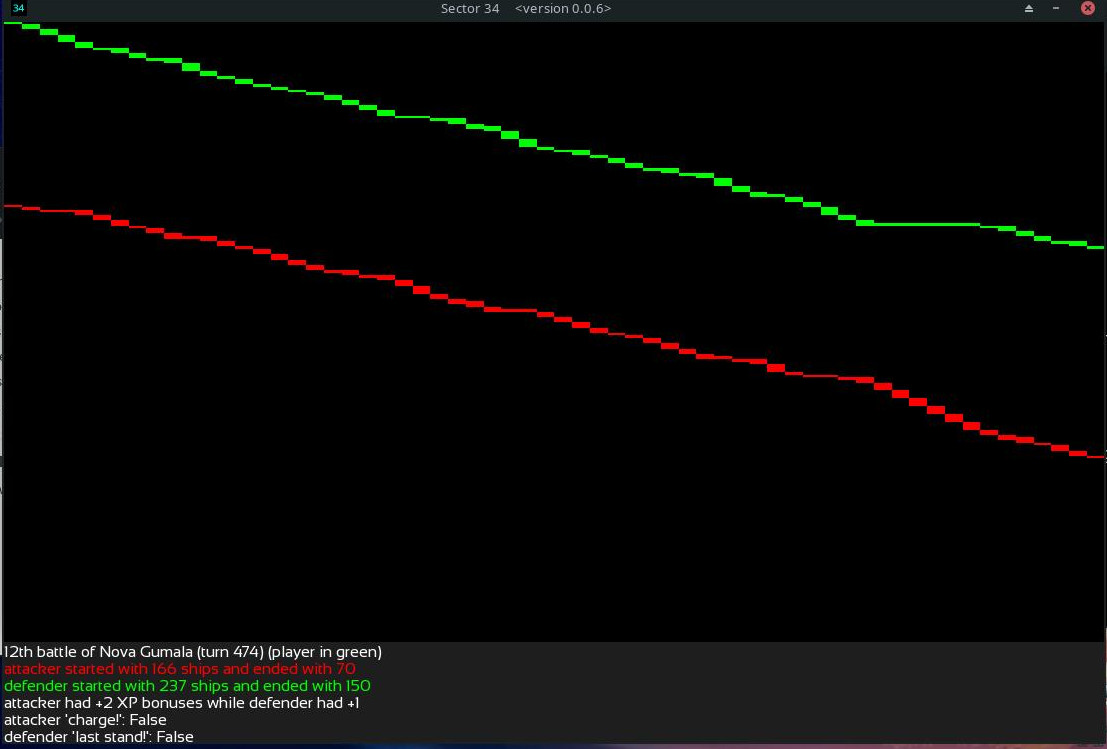 34 Sector 34 <version 0.0.6>
12th battle of Nova Gumala (turn 474) (player in green)
attacker started with 166 ships and ended with 70
defender started with 237 ships and ended with 150
attacker had +2 XP bonuses while defender had +1
attacker 'charge!': False
defender 'last stand!': False